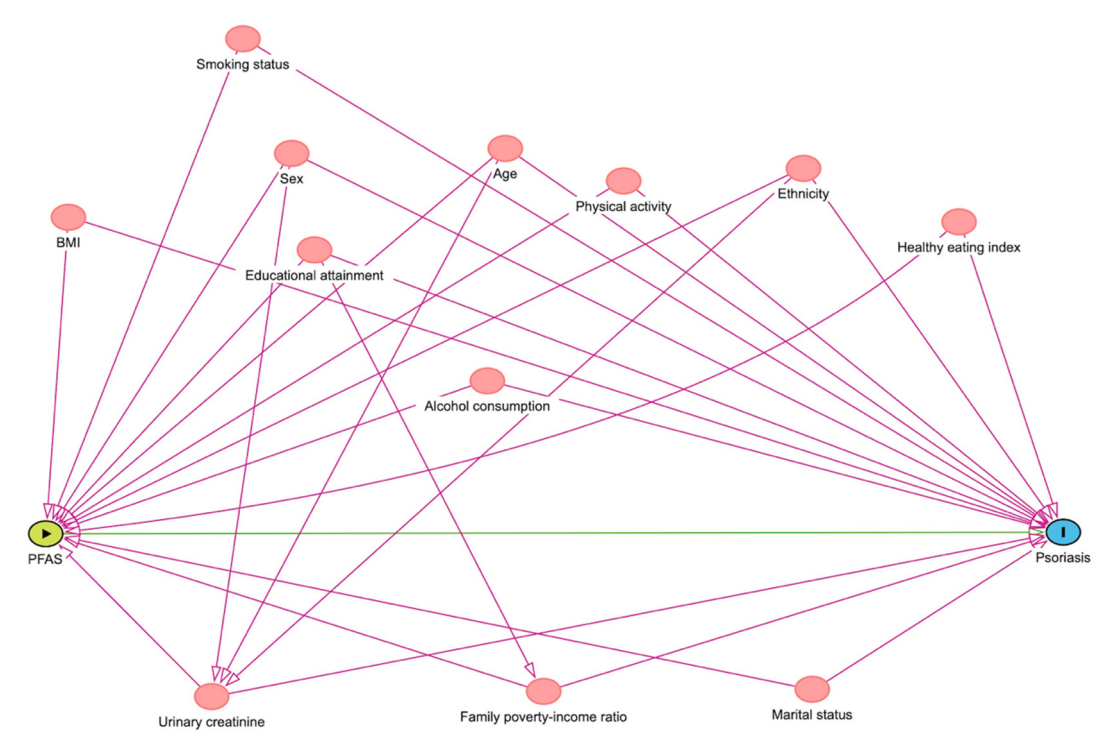 Smoking status
Sex
Age
Physical activity
Ethnicity
BMI
Healthy eating index
Educational attainment
Alcohol consumption
PFAS
Psoriasis
Urinary creatinine
Family poverty-income ratio
Marital status